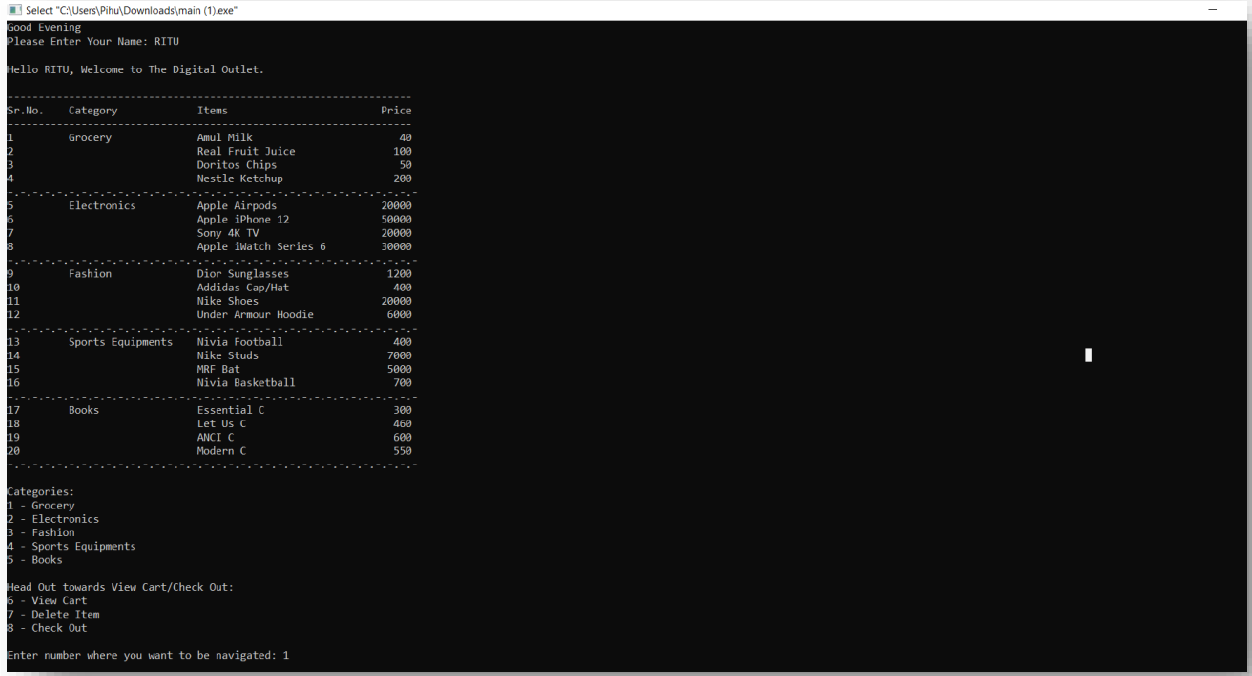 Select "C:\Users\Pihu\Downloads\main (1).exe"
Good Evening
Please Enter Your Name: RITU
Hello RITU, Welcome to The Digital Outlet.
Sr.No. Category Items Price
1 Grocery Amul Milk 40
2 Real Fruit Juice 100
3 Doritos Chips 50
4 Nestle Ketchup 200
5 Electronics Apple Airpods 20000
6 Apple iPhone 12 50000
7 Sony 4K TV 20000
8 Apple iWatch Series 6 30000
9 Fashion Dior Sunglasses 1200
10 Addidas Cap/Hat 400
11 Nike Shoes 20000
12 Under Armour Hoodie 6000
13 Sports Equipments Nivia Football 400
14 Nike Studs 7000
15 MRF Bat 5000
16 Nivia Basketball 700
17 Books Essential C 300
18 Let Us C 460
19 ANCI C 600
20 Modern C 550
Categories:
1 - Grocery
2 - Electronics
3 - Fashion
4 - Sports Equipments
5 - Books
Head Out towards View Cart/Check Out:
6 - View Cart
7 - Delete Item
8 - Check Out
Enter number where you want to be navigated: 1